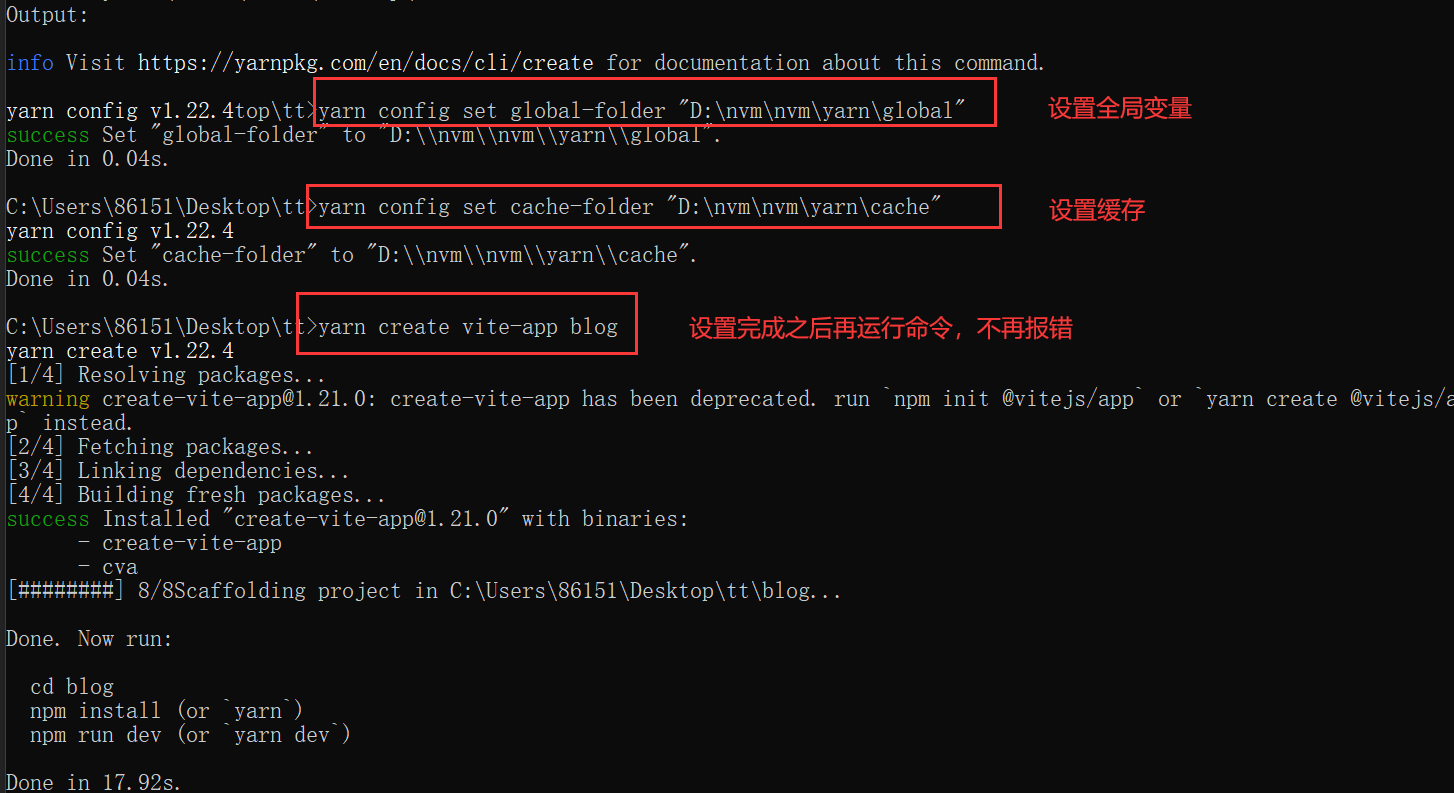 Output:
info Visit https://yarnpkg.com/en/docs/cli/create for documentation about this command.
yarn config v1.22.4top\tt>yarn config set global-folder "D:\nvm\nvm\yarn\global" 设置全局变量
success Set "global-folder" to "D:\\nvm\\nvm\\yarn\\global".
Done in 0.04s.
C:\Users\86151\Desktop\tt>yarn config set cache-folder "D:\nvm\nvm\yarn\cache" 设置缓存
yarn config v1.22.4
success Set "cache-folder" to "D:\\nvm\\nvm\\yarn\\cache".
Done in 0.04s.
C:\Users\86151\Desktop\tt>yarn create vite-app blog 设置完成之后再运行命令，不再报错
yarn create v1.22.4
[1/4] Resolving packages...
warning create-vite-app@1.21.0: create-vite-app has been deprecated. run `npm init @vitejs/app` or `yarn create @vitejs/a
p` instead.
[2/4] Fetching packages...
[3/4] Linking dependencies...
[4/4] Building fresh packages...
success Installed "create-vite-app@1.21.0" with binaries:
- create-vite-app
- cva
[########] 8/8Scaffolding project in C:\Users\86151\Desktop\tt\blog...
Done. Now run:
cd blog
npm install (or `yarn`)
npm run dev (or `yarn dev`)
Done in 17.92s.